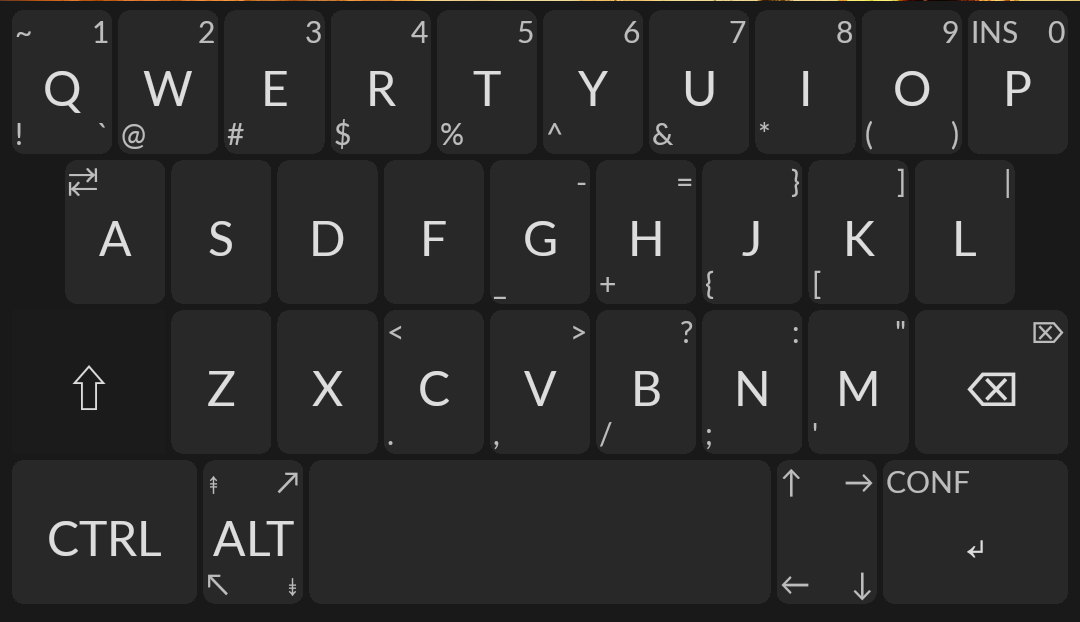 ~ 1 2 3 4 5 6 7 8 9 INS 0
Q W E R T Y U I O P
! ` @ # $ % ^ & * ( )
⇆ - = } ] |
A S D F G H J K L
_ + { [
< > ? : " ⌦
⇧ Z X C V B N M ⌫
. , / ; '
⇞ ↗ ↑ → CONF
CTRL ALT ↲
↖ ⇟ ← ↓